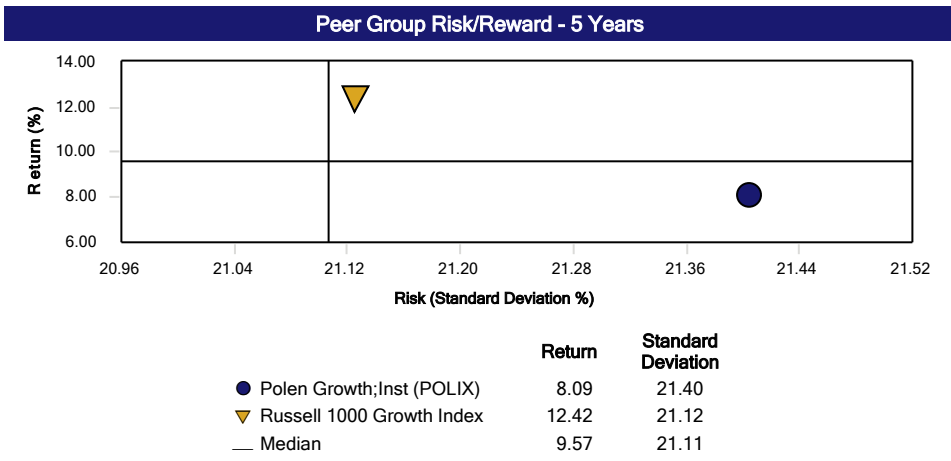 Peer Group Risk/Reward - 5 Years
14.00
12.00
10.00
8.00
6.00
Return (%)
20.96 21.04 21.12 21.20 21.28 21.36 21.44 21.52
Risk (Standard Deviation %)
Return Standard Deviation
Polen Growth;Inst (POLIX) 8.09 21.40
Russell 1000 Growth Index 12.42 21.12
Median 9.57 21.11